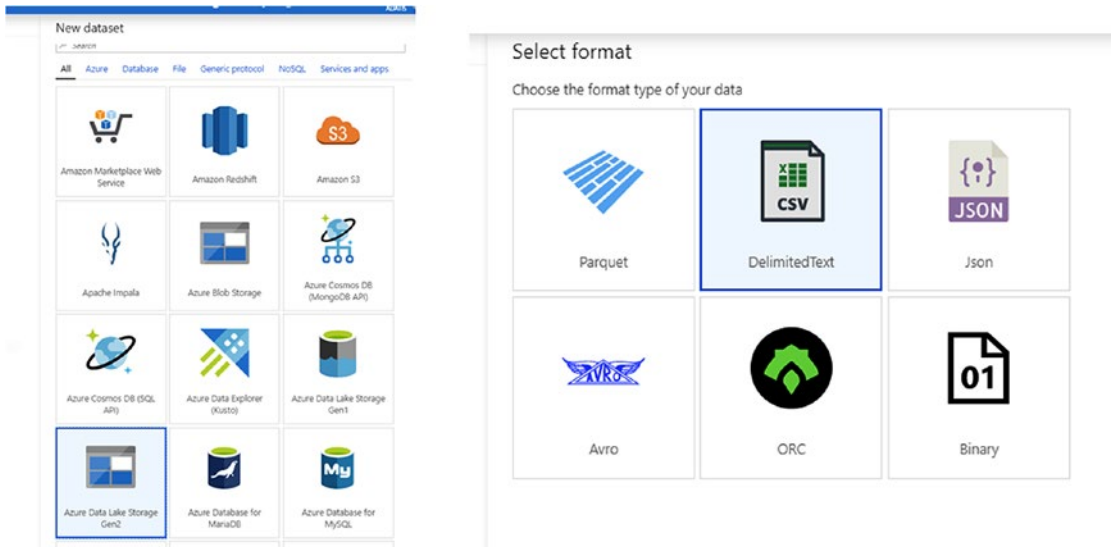 New dataset
Search
All Azure Database File Generic protocol NoSQL Services and apps
Amazon Marketplace Web
Service
Amazon Redshift
S3
Amazon S3
Apache Impala
Azure Blob Storage
Azure Cosmos DB
(MongoDB API)
Azure Cosmos DB (SQL
API)
Azure Data Explorer
(Kusto)
Azure Data Lake Storage
Gen1
Azure Data Lake Storage
Gen2
Azure Database for
MariaDB
My
Azure Database for
MySQL
Select format
Choose the format type of your data
Parquet
CSV
DelimitedText
JSON
Json
AVRO
Avro
ORC
01
Binary